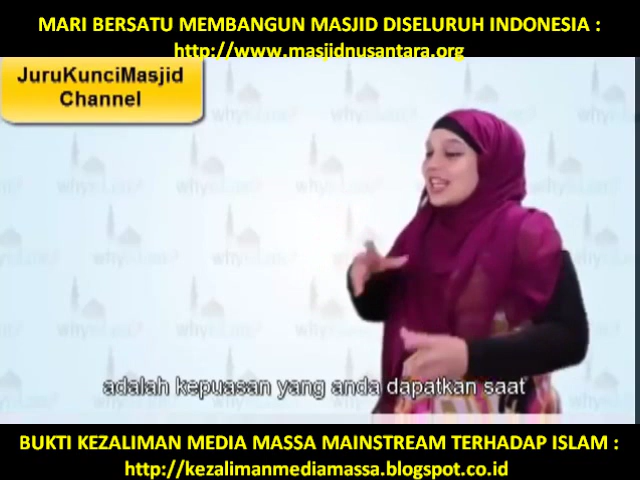 MARI BERSATU MEMBANGUN MASJID DISELURUH INDONESIA :
http://www.masjidnusantara.org
JuruKunciMasjid
Channel
adalah kepuasan yang anda dapatkan saat
BUKTI KEZALIMAN MEDIA MASSA MAINSTREAM TERHADAP ISLAM :
http://kezalimanmediamassa.blogspot.co.id